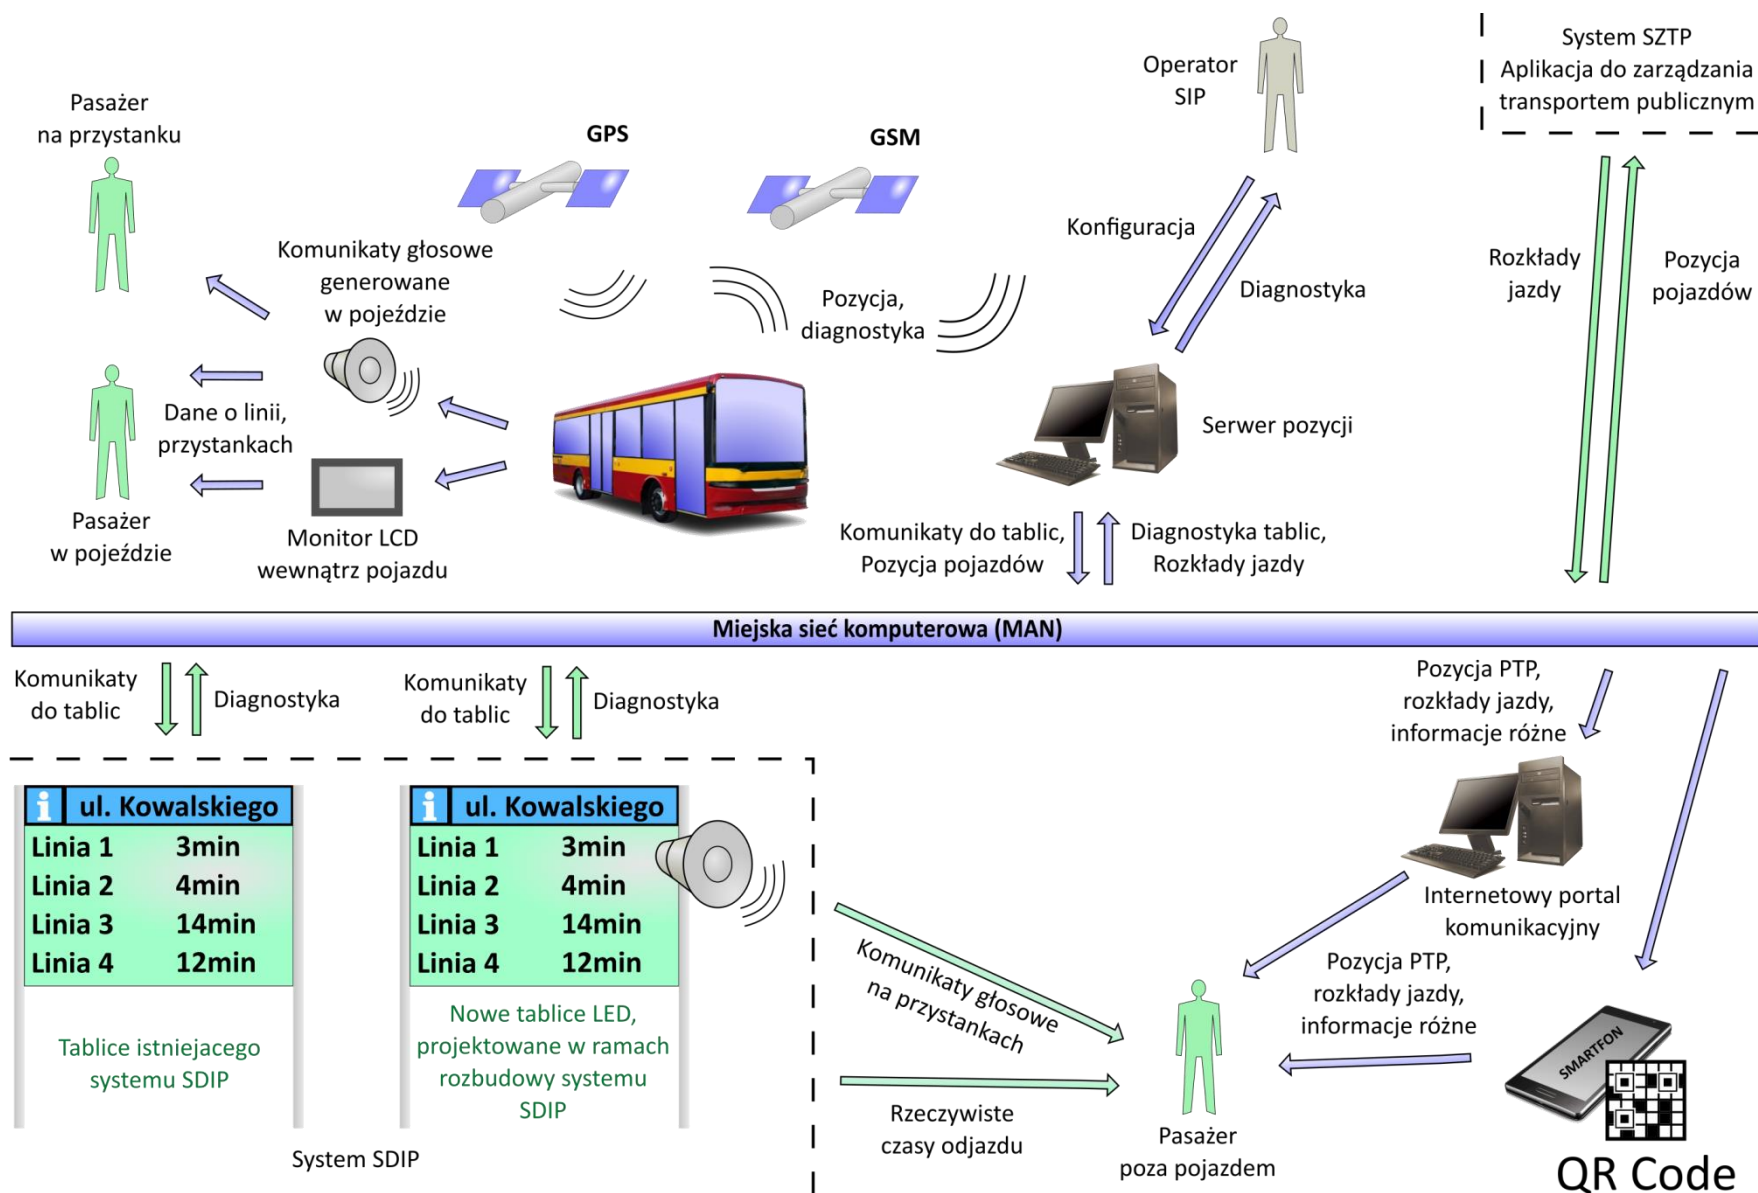 Pasażer
na przystanku
GPS
GSM
Operator
SIP
System SZTP
Aplikacja do zarządzania
transportem publicznym
Komunikaty głosowe
generowane
w pojeździe
Pozycja,
diagnostyka
Konfiguracja
Diagnostyka
Rozkłady
jazdy
Pozycja
pojazdów
Dane o linii,
przystankach
Serwer pozycji
Pasażer
w pojeździe
Monitor LCD
wewnątrz pojazdu
Komunikaty do tablic,
Pozycja pojazdów
Diagnostyka tablic,
Rozkłady jazdy
Miejska sieć komputerowa (MAN)
Komunikaty
do tablic
Diagnostyka
Komunikaty
do tablic
Diagnostyka
Pozycja PTP,
rozkłady jazdy,
informacje różne
i ul. Kowalskiego
Linia 1 3min
Linia 2 4min
Linia 3 14min
Linia 4 12min
Tablice istniejacego
systemu SDIP
i ul. Kowalskiego
Linia 1 3min
Linia 2 4min
Linia 3 14min
Linia 4 12min
Nowe tablice LED,
projektowane w ramach
rozbudowy systemu
SDIP
System SDIP
Internetowy portal
komunikacyjny
Komunikaty głosowe
na przystankach
Pozycja PTP,
rozkłady jazdy,
informacje różne
Rzeczywiste
czasy odjazdu
Pasażer
poza pojazdem
SMARTFON
QR Code